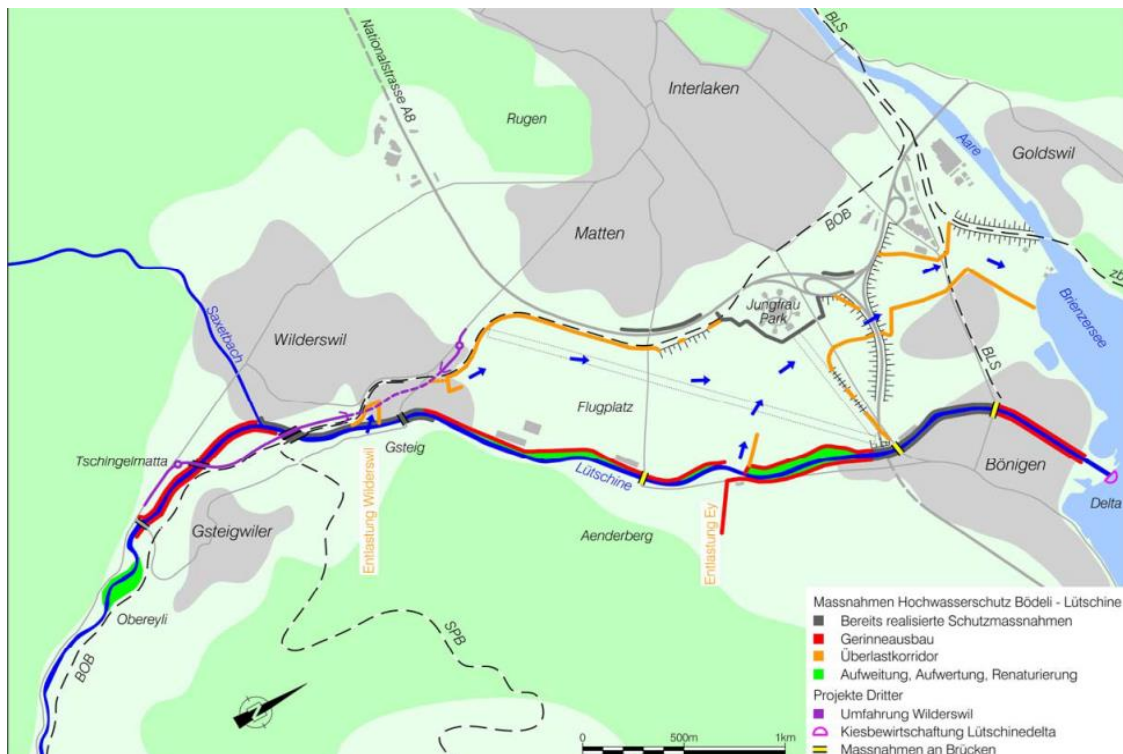 BLS
Nationalstrasse A8
Interlaken
Rugen
Aare
Goldswil
Matten
BOB
zb
Saxetbach
Jungfrau
Park
Brienzersee
Wilderswil
BLS
Flugplatz
Tschingelmatta
Gsteig
Lütschine
Bönigen
Delta
Gsteigwiler
Entlastung Wilderswil
Aenderberg
Entlastung Ey
Obereyli
SPB
BOB
N
Massnahmen Hochwasserschutz Bödeli - Lütschine
Bereits realisierte Schutzmassnahmen
Gerinneausbau
Überlastkorridor
Aufweitung, Aufwertung, Renaturierung
Projekte Dritter
Umfahrung Wilderswil
Kiesbewirtschaftung Lütschinedelta
Massnahmen an Brücken
0 500m 1km